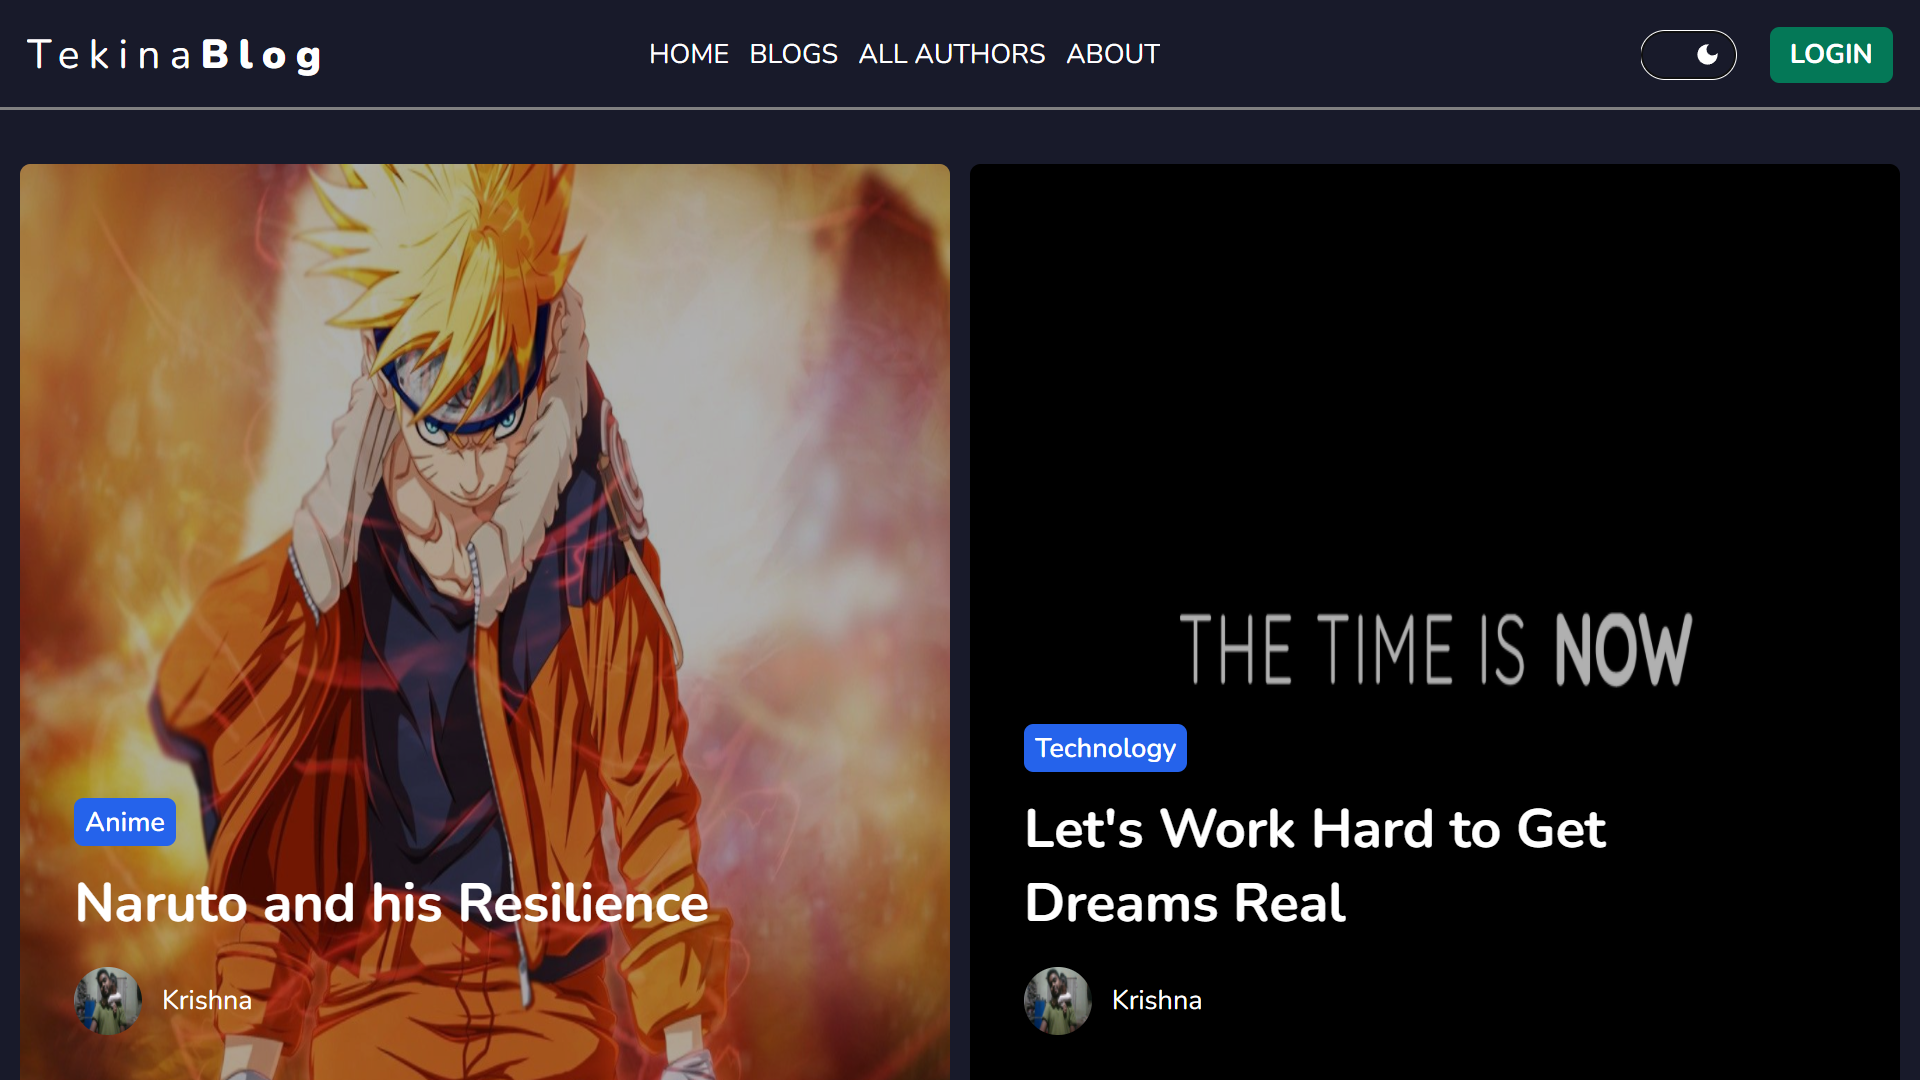 TekinaBlog
HOME BLOGS ALL AUTHORS ABOUT
LOGIN
Anime
Naruto and his Resilience
Krishna
THE TIME IS NOW
Technology
Let's Work Hard to Get
Dreams Real
Krishna